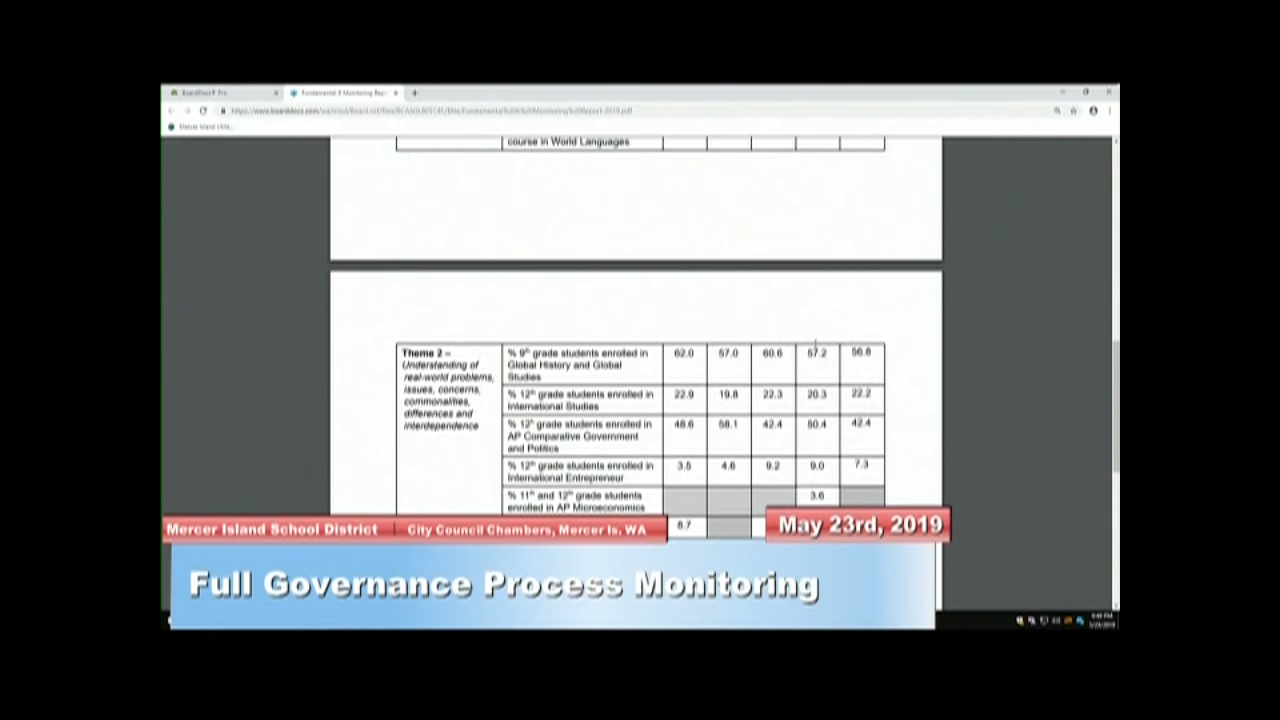 BoardDocs® Pro
Fundamental 8 Monitoring Rep
course in World Languages
Theme 2 –
Understanding of
real-world problems,
issues, concerns,
commonalities,
differences and
interdependence
% 9th grade students enrolled in
Global History and Global
Studies
62.0 57.0 60.6 57.2 56.8
% 12th grade students enrolled in
International Studies
22.9 19.8 22.3 20.3 22.2
% 12th grade students enrolled in
AP Comparative Government
and Politics
48.6 58.1 42.4 50.4 42.4
% 12th grade students enrolled in
International Entrepreneur
3.5 4.6 9.2 9.0 7.3
% 11th and 12th grade students
enrolled in AP Microeconomics
3.6
8.7
Mercer Island School District | City Council Chambers, Mercer Is, WA
May 23rd, 2019
Full Governance Process Monitoring